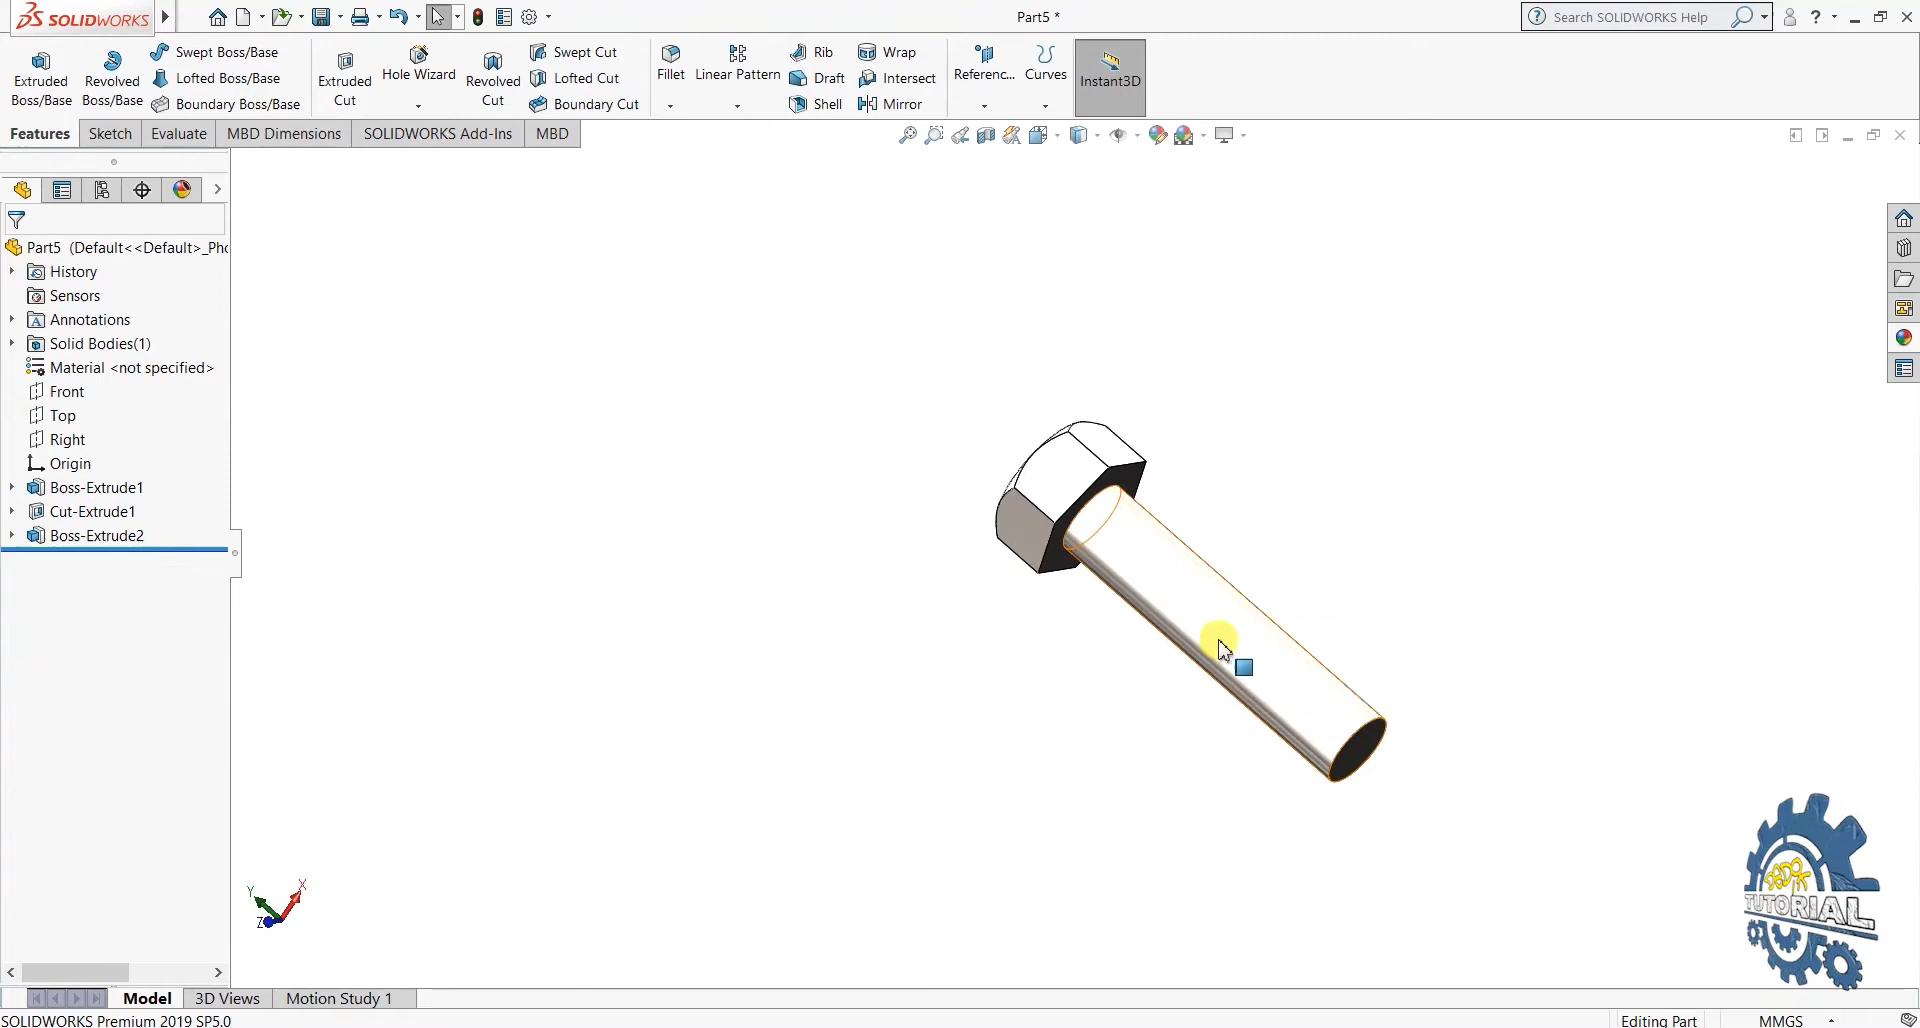 SOLIDWORKS
Part5 *
Search SOLIDWORKS Help
Extruded Boss/Base
Revolved Boss/Base
Swept Boss/Base
Lofted Boss/Base
Boundary Boss/Base
Extruded Cut
Hole Wizard
Revolved Cut
Swept Cut
Lofted Cut
Boundary Cut
Fillet
Linear Pattern
Rib
Draft
Shell
Wrap
Intersect
Mirror
Referenc...
Curves
Instant3D
Features
Sketch
Evaluate
MBD Dimensions
SOLIDWORKS Add-Ins
MBD
Part5 (Default<<Default>_Pho
History
Sensors
Annotations
Solid Bodies(1)
Material <not specified>
Front
Top
Right
Origin
Boss-Extrude1
Cut-Extrude1
Boss-Extrude2
Y
X
Z
DEDOK
TUTORIAL
Model
3D Views
Motion Study 1
SOLIDWORKS Premium 2019 SP5.0
Editing Part
MMGS